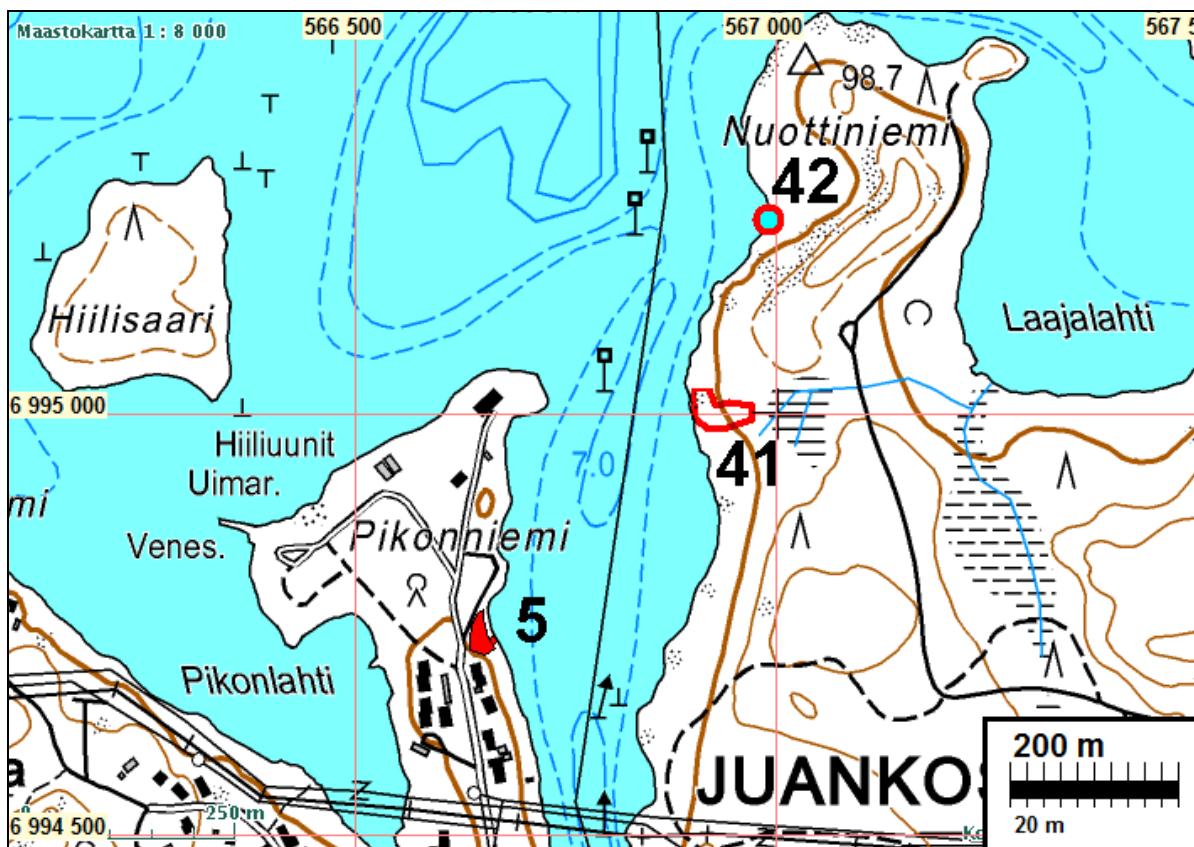 Maastokartta 1 : 8 000
566 500
567 000
567 5
98.7
Nuottiniemi
42
Hiilisaari
Laajalahti
6 995 000
Hiiliuunit
Uimar.
7.0
41
mi
Venes.
Pikonniemi
5
Pikonlahti
JUANKOS
a
200 m
20 m
250 m
6 994 500